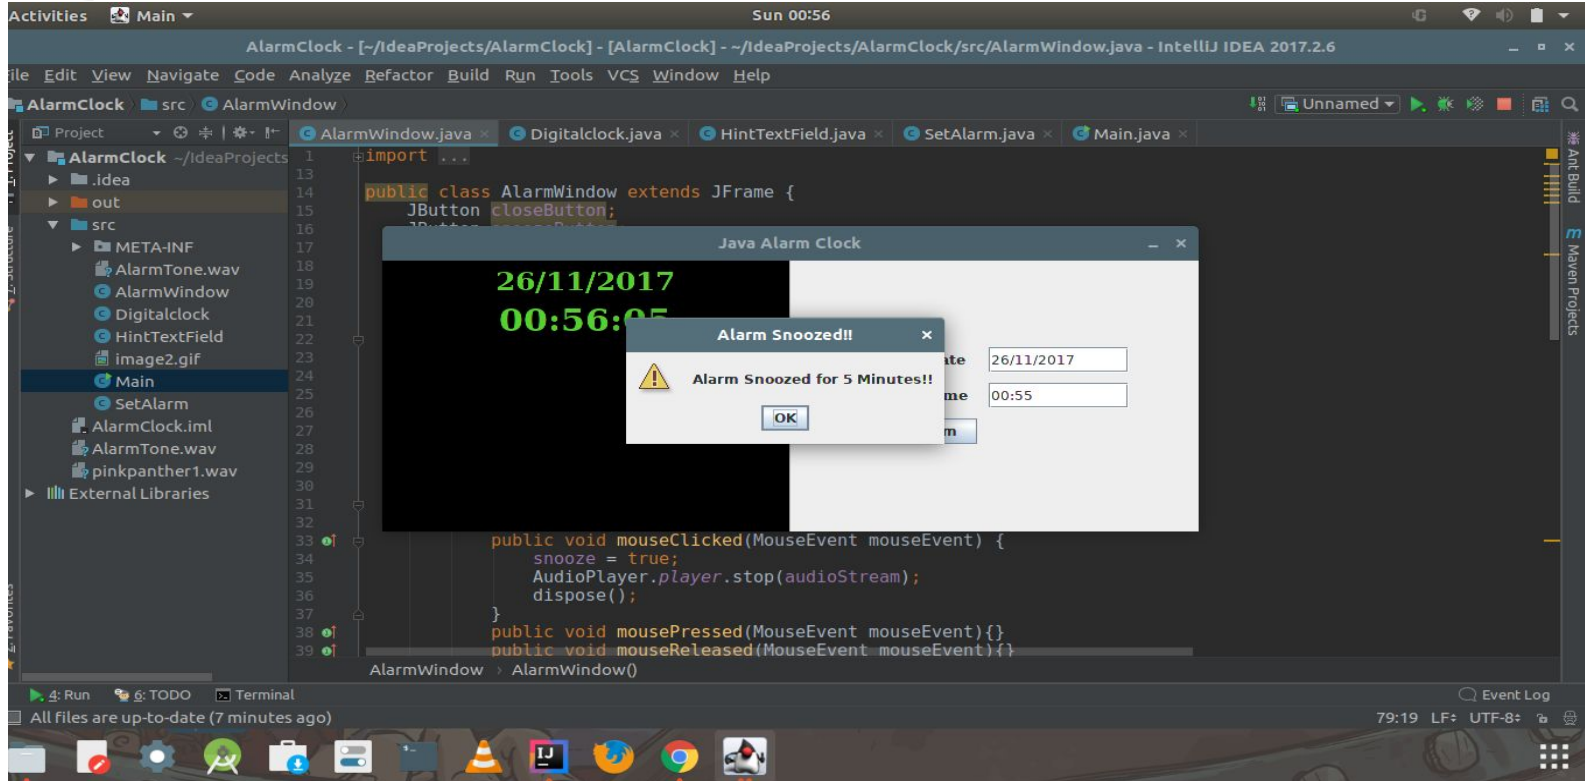 Activities Main Sun 00:56
AlarmClock - [~/IdeaProjects/AlarmClock] - [AlarmClock] - ~/IdeaProjects/AlarmClock/src/AlarmWindow.java - IntelliJ IDEA 2017.2.6
File Edit View Navigate Code Analyze Refactor Build Run Tools VCS Window Help
AlarmClock src AlarmWindow Unnamed
Project
AlarmWindow.java Digitalclock.java HintTextField.java SetAlarm.java Main.java
AlarmClock ~/IdeaProjects
.idea
out
src
META-INF
AlarmTone.wav
AlarmWindow
Digitalclock
HintTextField
image2.gif
Main
SetAlarm
AlarmClock.iml
AlarmTone.wav
pinkpanther1.wav
External Libraries
1 import ...
13
14 public class AlarmWindow extends JFrame {
15 JButton closeButton;
16
17
18
19
20
21
22
23
24
25
26
27
28
29
30
31
32
33 public void mouseClicked(MouseEvent mouseEvent) {
34 snooze = true;
35 AudioPlayer.player.stop(audioStream);
36 dispose();
37 }
38 public void mousePressed(MouseEvent mouseEvent){}
39 public void mouseReleased(MouseEvent mouseEvent){}
AlarmWindow AlarmWindow()
Java Alarm Clock
26/11/2017
00:56:05
Alarm Snoozed!!
Alarm Snoozed for 5 Minutes!!
OK
ate 26/11/2017
me 00:55
m
Ant Build
Maven Projects
1: Project
Structure
2: Favorites
4: Run 6: TODO Terminal Event Log
All files are up-to-date (7 minutes ago) 79:19 LF UTF-8